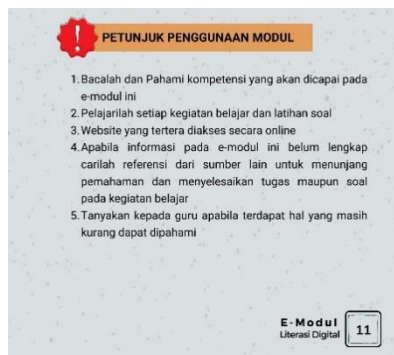 PETUNJUK PENGGUNAAN MODUL
1. Bacalah dan Pahami kompetensi yang akan dicapai pada
e-modul ini
2. Pelajarilah setiap kegiatan belajar dan latihan soal
3. Website yang tertera diakses secara online
4. Apabila informasi pada e-modul ini belum lengkap
carilah referensi dari sumber lain untuk menunjang
pemahaman dan menyelesaikan tugas maupun soal
pada kegiatan belajar
5. Tanyakan kepada guru apabila terdapat hal yang masih
kurang dapat dipahami
E-Modul
Literasi Digital
11